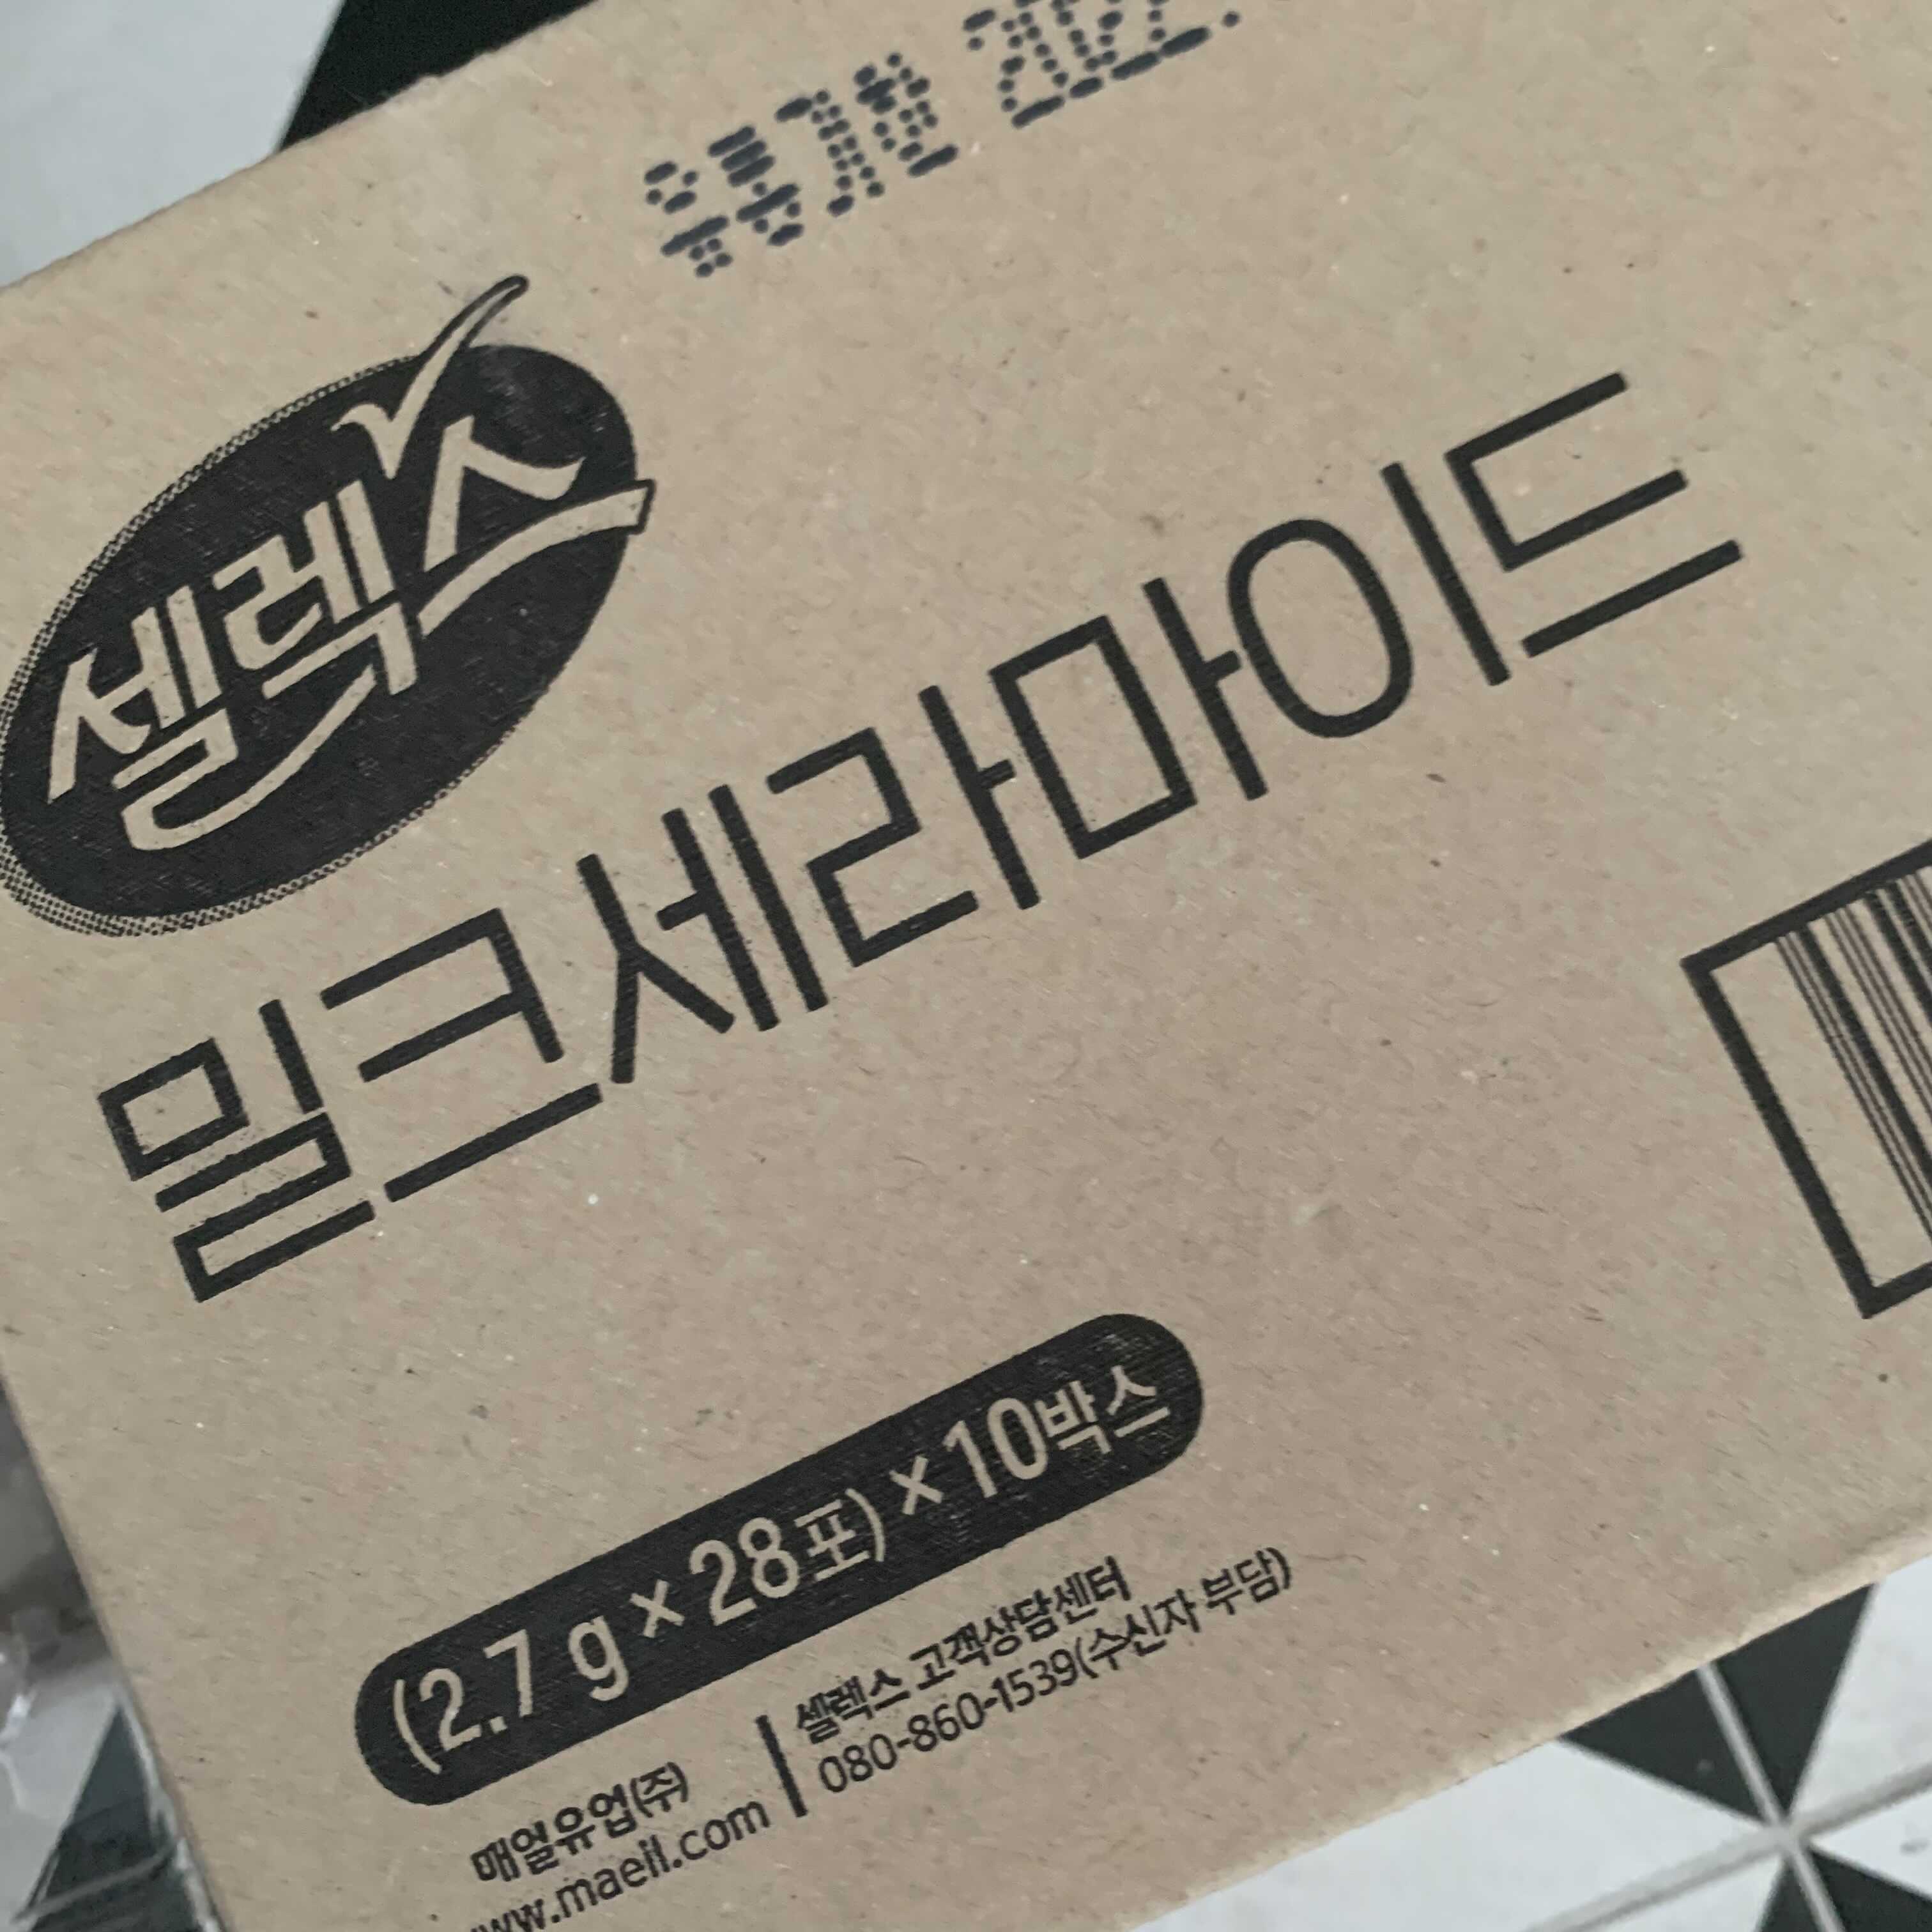 유통기한 202
셀렉스
밀크세라마이드
(2.7 g × 28포) × 10박스
매일유업(주)
www.maeil.com
셀렉스 고객상담센터
080-860-1539(수신자 부담)